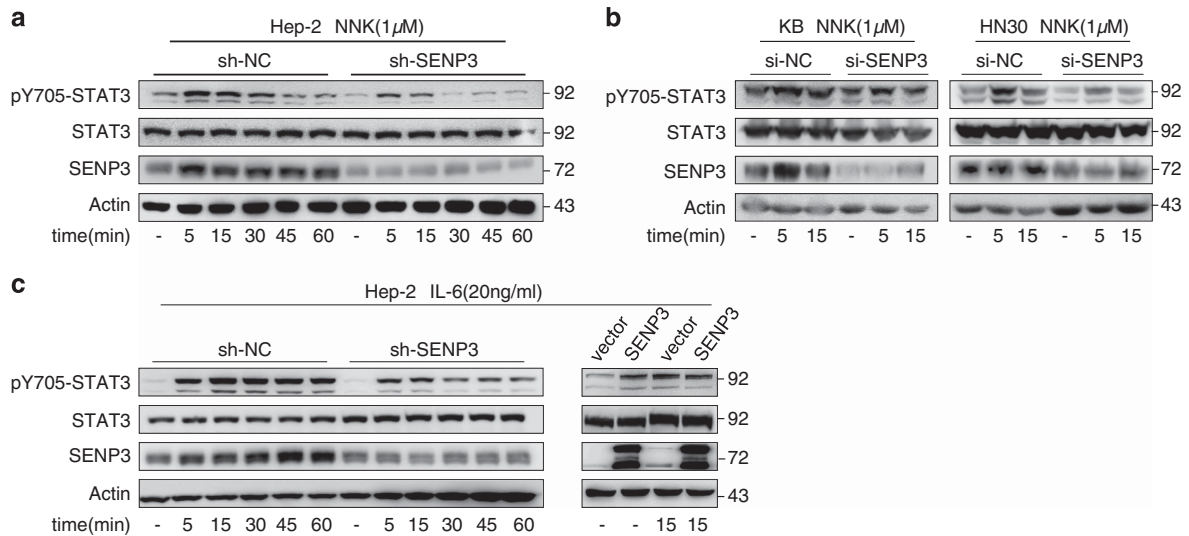 a
Hep-2 NNK(1µM)
sh-NC sh-SENP3
pY705-STAT3 92
STAT3 92
SENP3 72
Actin 43
time(min) - 5 15 30 45 60 - 5 15 30 45 60
b
KB NNK(1µM) HN30 NNK(1µM)
si-NC si-SENP3 si-NC si-SENP3
pY705-STAT3 92
STAT3 92
SENP3 72
Actin 43
time(min) - 5 15 - 5 15 - 5 15 - 5 15
c
Hep-2 IL-6(20ng/ml)
sh-NC sh-SENP3 vector SENP3 vector SENP3
pY705-STAT3 92
STAT3 92
SENP3 72
Actin 43
time(min) - 5 15 30 45 60 - 5 15 30 45 60 - - 15 15